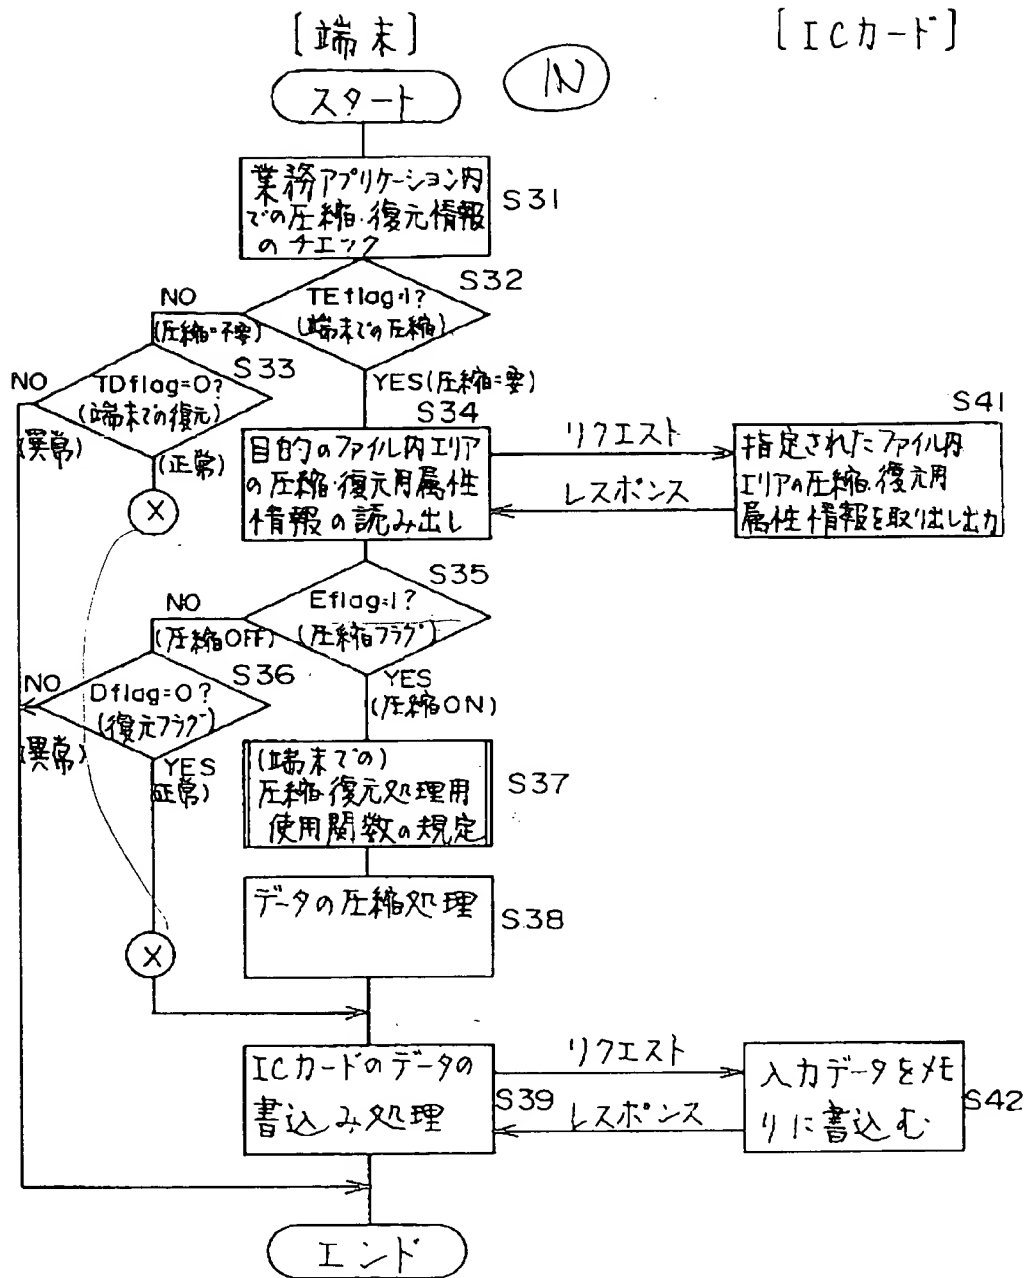 [端末]
[ICカード]
IN
スタート
業務アプリケーション内
での圧縮・復元情報
のチエック
S31
S32
TEflag=1?
(端末での圧縮)
NO
(圧縮=不要)
S33
NO
TDflag=0?
(端末での復元)
(異常)
(正常)
X
YES(圧縮=要)
S34
目的のファイル内エリア
の圧縮・復元用属性
情報の読み出し
リクエスト
レスポンス
S41
指定されたファイル内
エリアの圧縮・復元用
属性情報を取り出し出力
S35
Eflag=1?
(圧縮フラグ)
NO
(圧縮OFF)
S36
NO
Dflag=0?
(復元フラグ)
(異常)
YES
正常)
YES
(圧縮ON)
(端末での)
圧縮・復元処理用
使用関数の規定
S37
データの圧縮処理
S38
X
ICカードのデータの
書込み処理
S39
リクエスト
レスポンス
入力データをメモ
リに書込む
S42
エンド